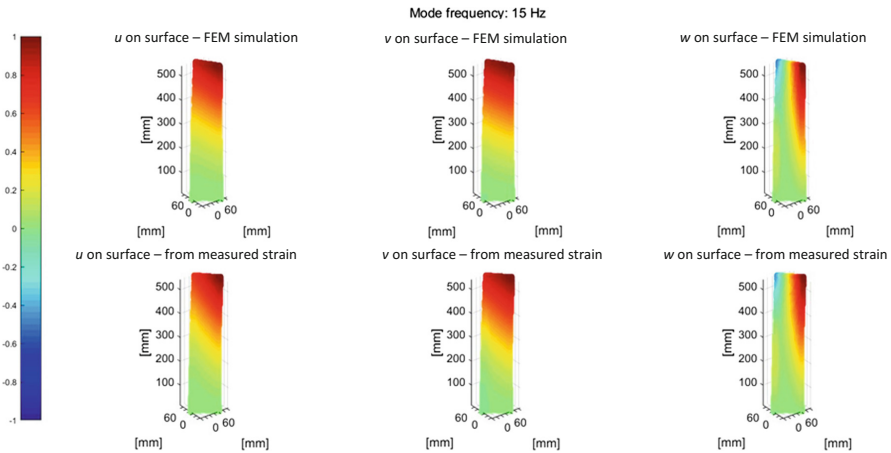 Mode frequency: 15 Hz
u on surface – FEM simulation
v on surface – FEM simulation
w on surface – FEM simulation
1
0.8
0.6
0.4
0.2
0
-0.2
-0.4
-0.6
-0.8
-1
500
400
300
200
100
[mm]
60
0
60
[mm]
[mm]
500
400
300
200
100
[mm]
60
0
60
[mm]
[mm]
500
400
300
200
100
[mm]
60
0
60
[mm]
[mm]
u on surface – from measured strain
v on surface – from measured strain
w on surface – from measured strain
500
400
300
200
100
[mm]
60
0
60
[mm]
[mm]
500
400
300
200
100
[mm]
60
0
60
[mm]
[mm]
500
400
300
200
100
[mm]
60
0
60
[mm]
[mm]